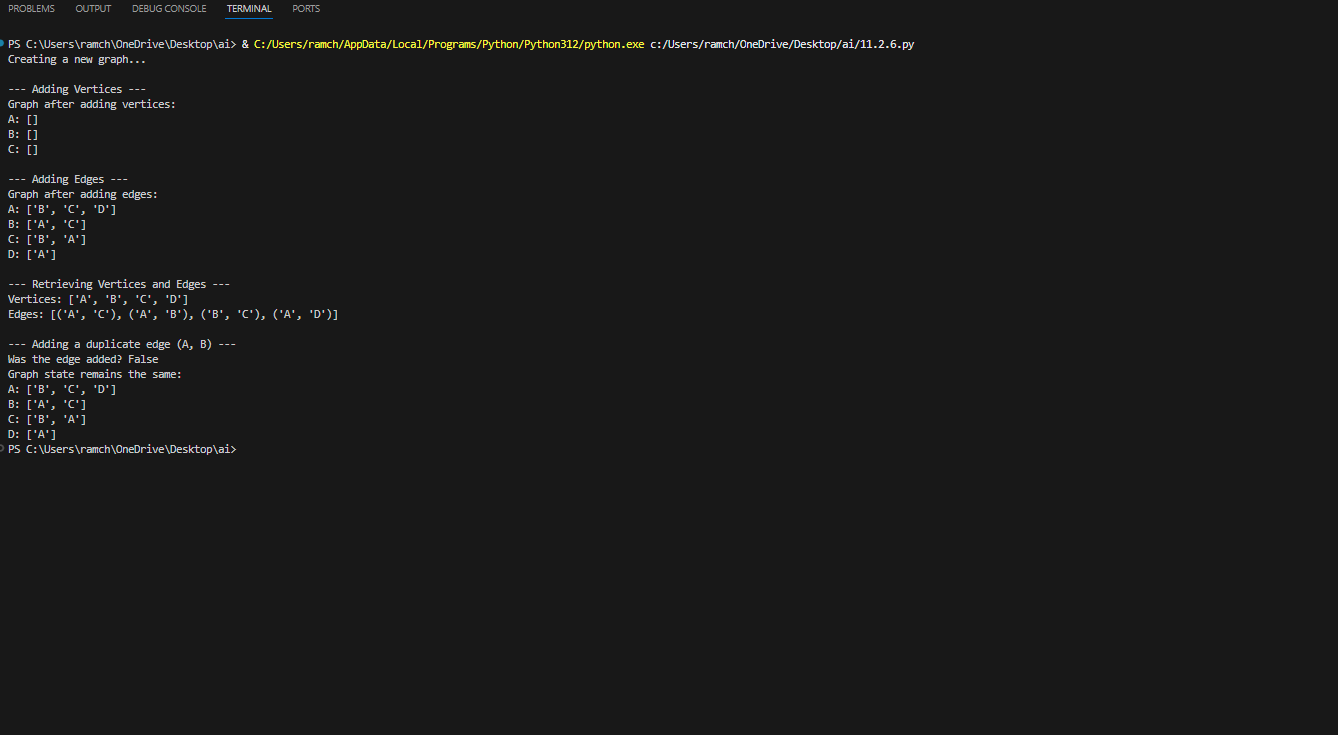 PROBLEMS OUTPUT DEBUG CONSOLE TERMINAL PORTS
PS C:\Users\ramch\OneDrive\Desktop\ai> & C:/Users/ramch/AppData/Local/Programs/Python/Python312/python.exe c:/Users/ramch/OneDrive/Desktop/ai/11.2.6.py
Creating a new graph...
--- Adding Vertices ---
Graph after adding vertices:
A: []
B: []
C: []
--- Adding Edges ---
Graph after adding edges:
A: ['B', 'C', 'D']
B: ['A', 'C']
C: ['B', 'A']
D: ['A']
--- Retrieving Vertices and Edges ---
Vertices: ['A', 'B', 'C', 'D']
Edges: [('A', 'C'), ('A', 'B'), ('B', 'C'), ('A', 'D')]
--- Adding a duplicate edge (A, B) ---
Was the edge added? False
Graph state remains the same:
A: ['B', 'C', 'D']
B: ['A', 'C']
C: ['B', 'A']
D: ['A']
PS C:\Users\ramch\OneDrive\Desktop\ai>